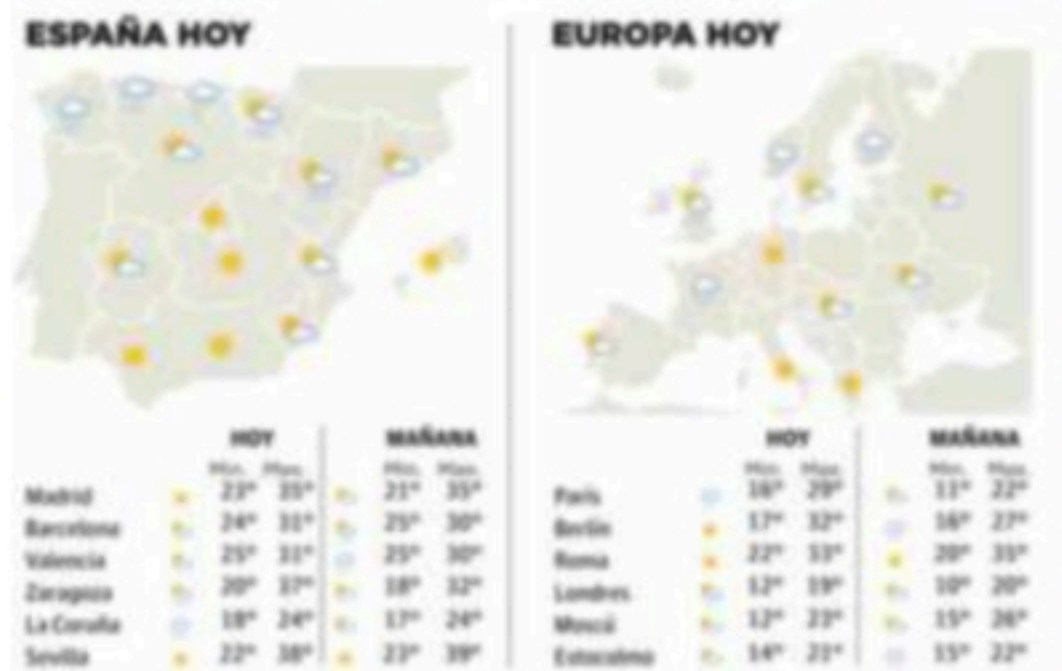 ESPAÑA HOY
HOY MAÑANA
Min. Max. Min. Max.
Madrid 23° 35° 21° 35°
Barcelona 24° 31° 25° 30°
Valencia 25° 31° 25° 30°
Zaragoza 20° 37° 18° 32°
La Coruña 18° 24° 17° 24°
Sevilla 22° 38° 23° 39°
EUROPA HOY
HOY MAÑANA
Min. Max. Min. Max.
París 16° 29° 11° 22°
Berlín 17° 32° 16° 27°
Roma 22° 33° 20° 35°
Londres 12° 19° 10° 20°
Moscú 12° 23° 15° 26°
Estocolmo 14° 21° 15° 22°